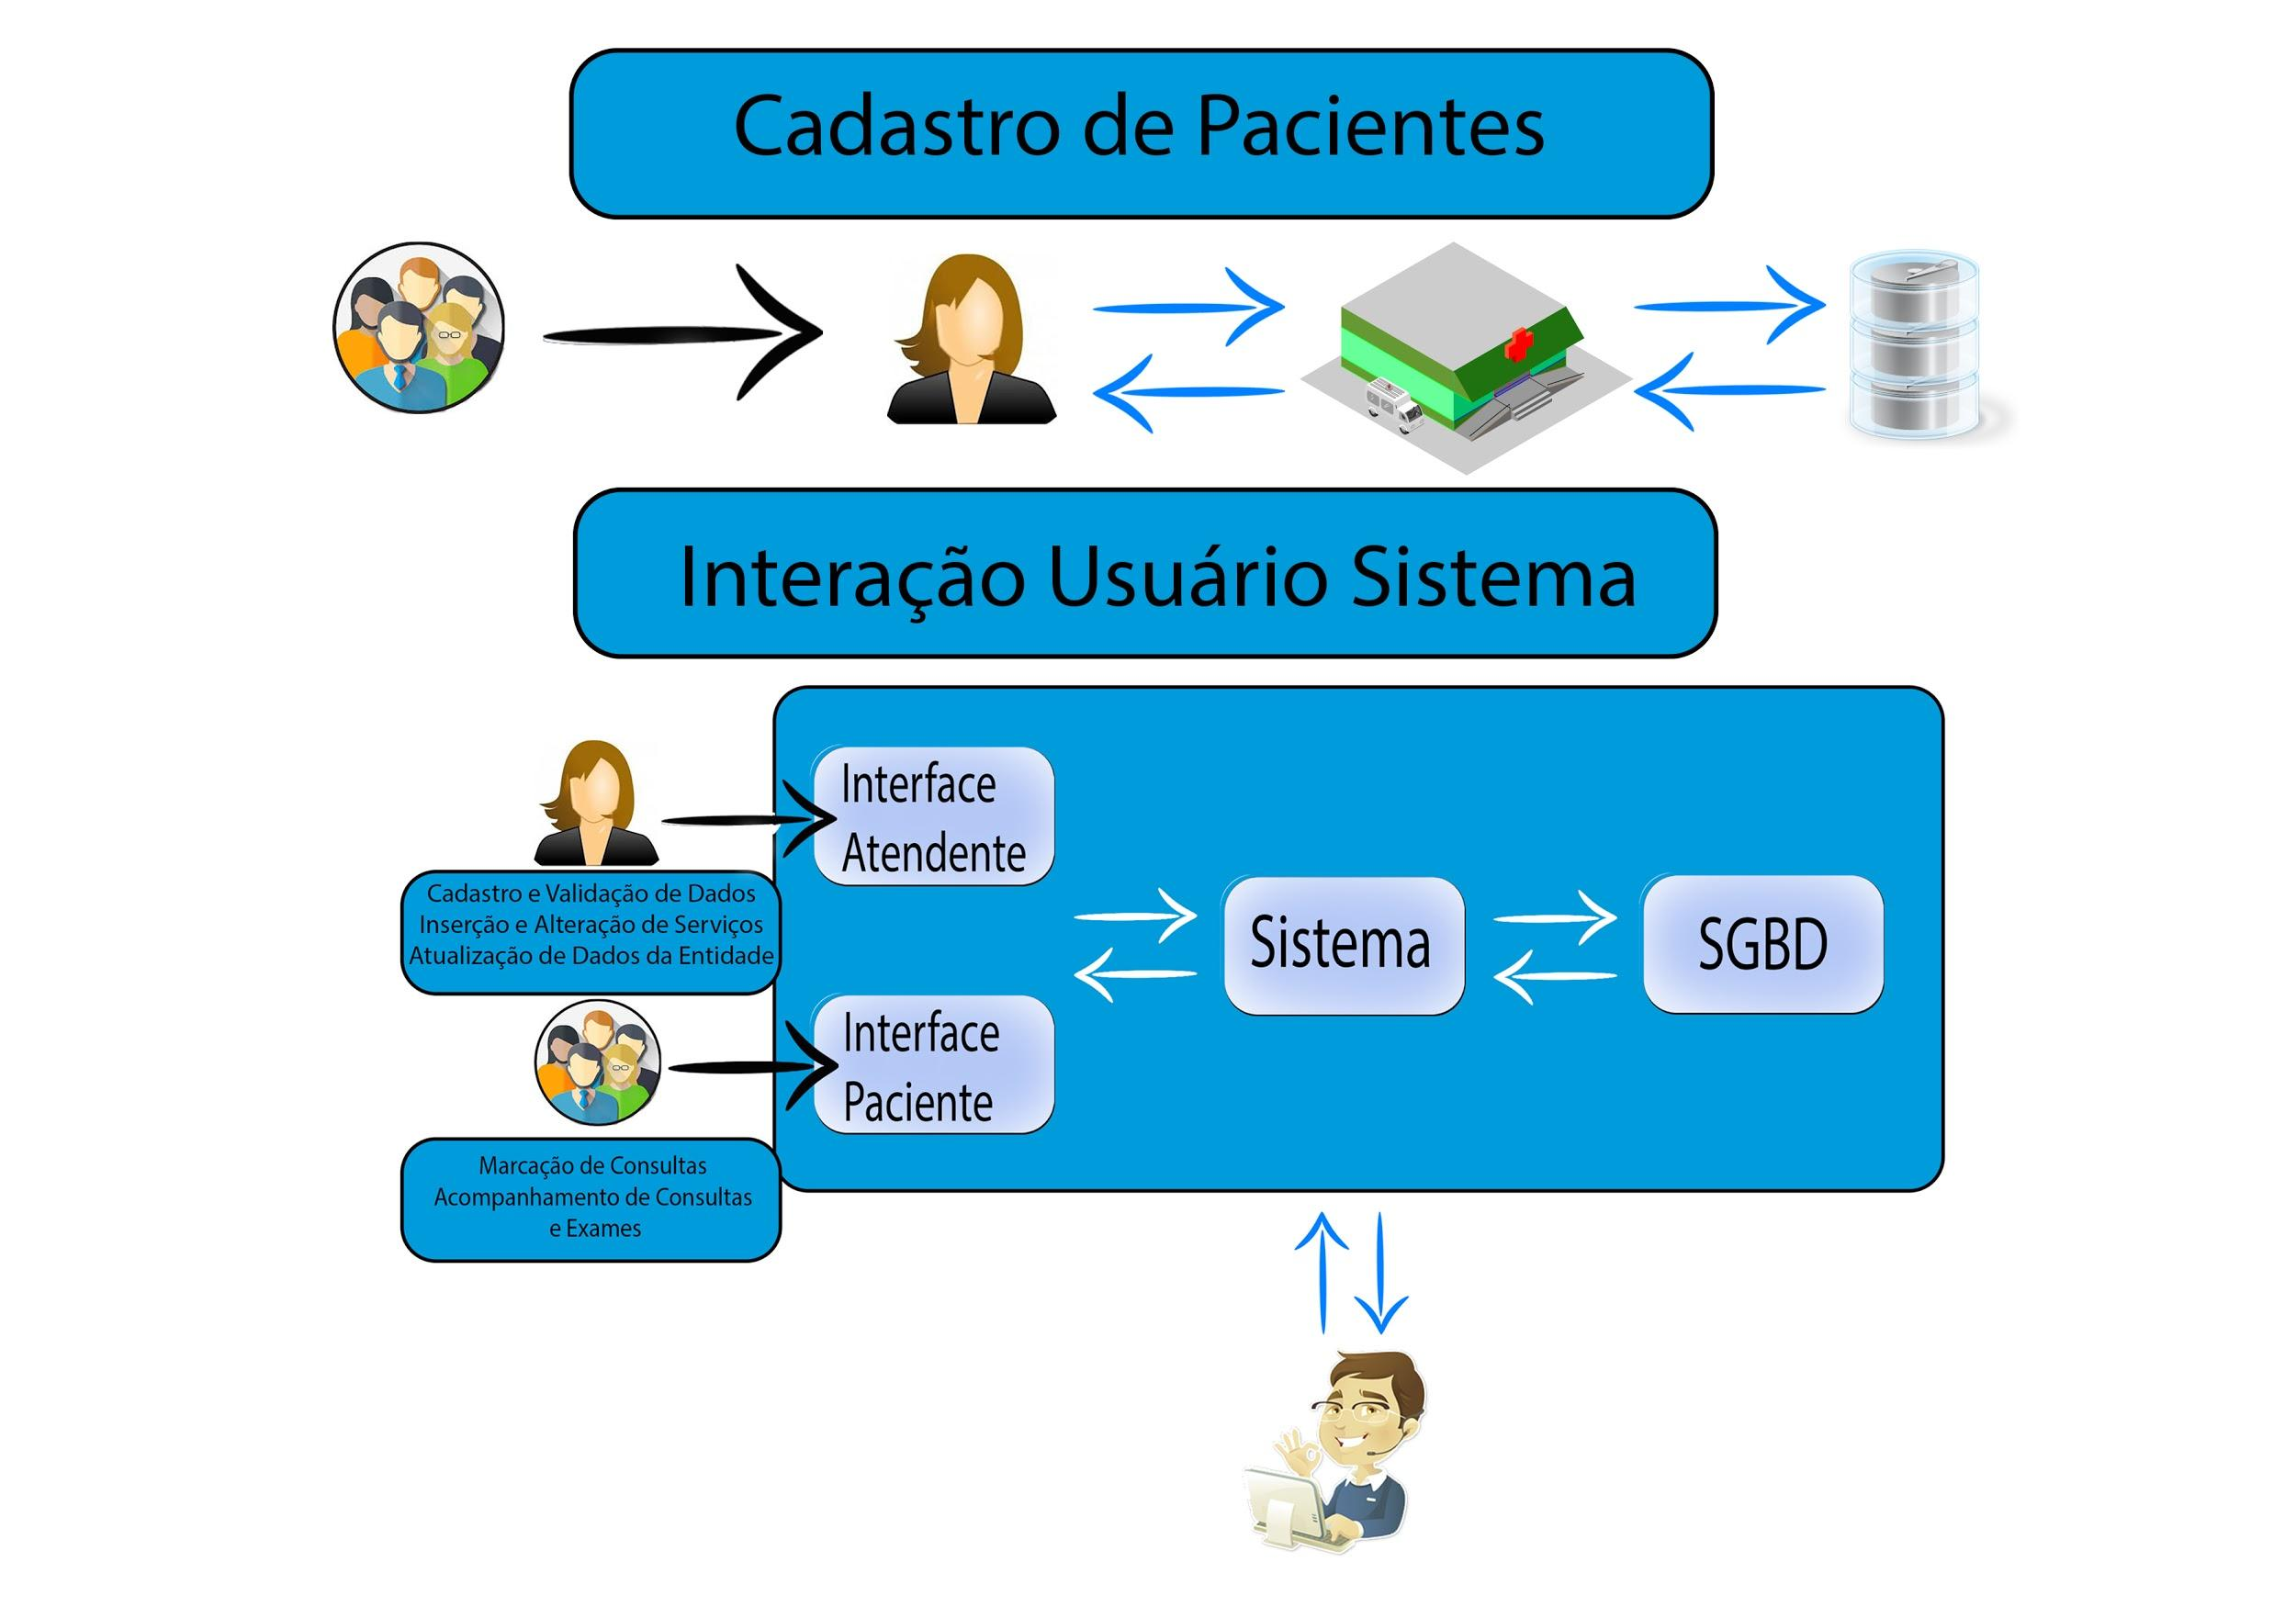 Cadastro de Pacientes
Interação Usuário Sistema
Interface
Atendente
Cadastro e Validação de Dados
Inserção e Alteração de Serviços
Atualização de Dados da Entidade
Sistema
SGBD
Interface
Paciente
Marcação de Consultas
Acompanhamento de Consultas
e Exames